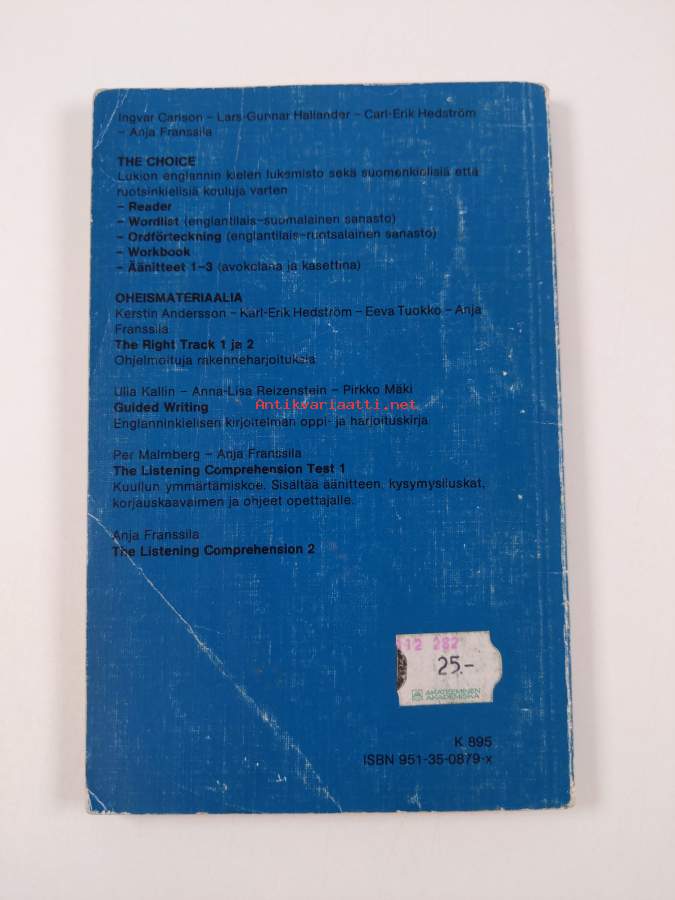 Ingvar Carlson – Lars-Gunnar Hallander – Carl-Erik Hedström
– Anja Franssila
THE CHOICE
Lukion englannin kielen lukemisto sekä suomenkielisiä että
ruotsinkielisiä kouluja varten
– Reader
– Wordlist (englantilais–suomalainen sanasto)
– Ordförteckning (englantilais–ruotsalainen sanasto)
– Workbook
– Äänitteet 1–3 (avokelana ja kasettina)
OHEISMATERIAALIA
Kerstin Andersson – Karl-Erik Hedström – Eeva Tuokko – Anja
Franssila
The Right Track 1 ja 2
Ohjelmoituja rakenneharjoituksia
Ulla Kallin – Anna-Lisa Reizenstein – Pirkko Mäki
Antikvariaatti.net
Guided Writing
Englanninkielisen kirjoitelman oppi- ja harjoituskirja
Per Malmberg – Anja Franssila
The Listening Comprehension Test 1
Kuullun ymmärtämiskoe. Sisältää äänitteen, kysymysliuskat,
korjauskaavaimen ja ohjeet opettajalle.
Anja Franssila
The Listening Comprehension 2
112 282
25.-
AKATEEMINEN
AKADEMISKA
K 895
ISBN 951-35-0879-x